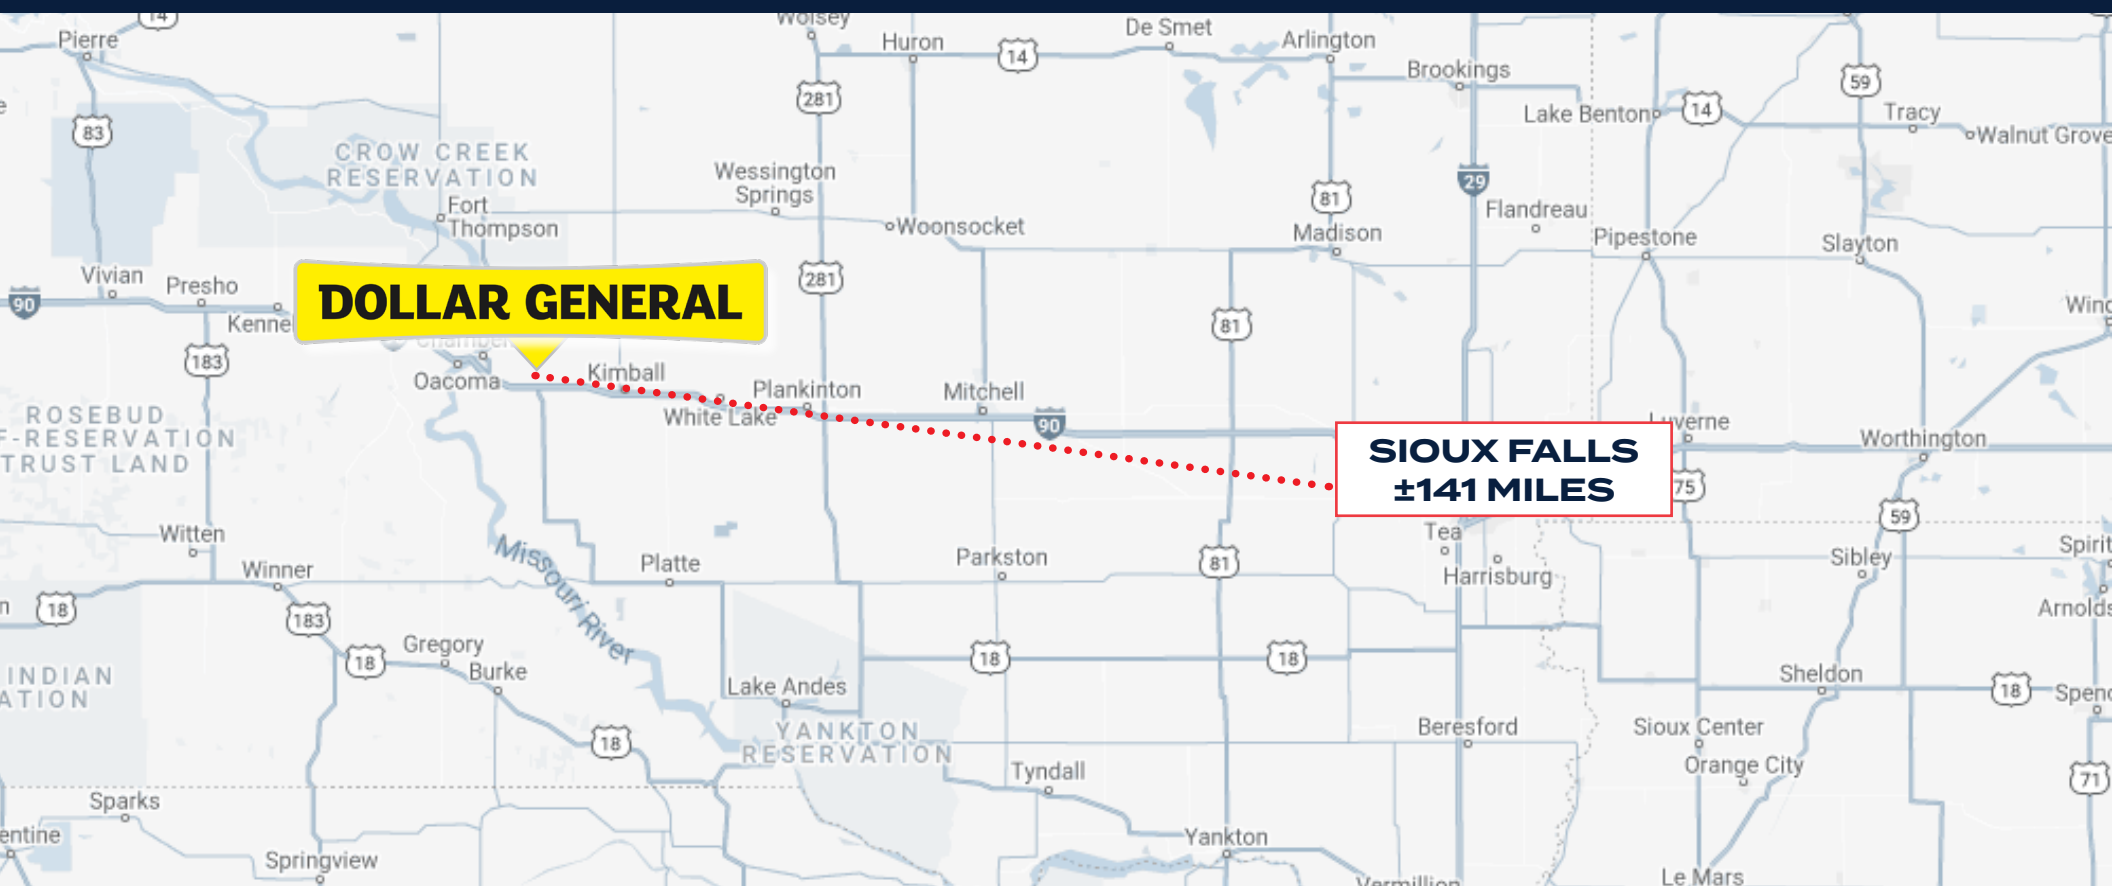 14
Wolsey
Pierre
Huron
14
De Smet
Arlington
Brookings
59
281
83
Lake Benton
14
Tracy
Walnut Grove
CROW CREEK
RESERVATION
Wessington
Springs
29
81
Fort
Thompson
Woonsocket
Flandreau
Madison
Pipestone
Slayton
Vivian
Presho
281
90
Kenne
DOLLAR GENERAL
81
Wind
183
Chamber
Oacoma
Kimball
White Lake
Plankinton
Mitchell
90
ROSEBUD
F-RESERVATION
TRUST LAND
SIOUX FALLS
±141 MILES
uverne
Worthington
75
59
Witten
Winner
Missouri River
Platte
Parkston
81
Tea
Harrisburg
Sibley
Spirit
n
18
183
Arnolds
Gregory
18
Burke
18
18
INDIAN
ATION
Lake Andes
Sheldon
18
Spenc
YANKTON
RESERVATION
18
Beresford
Sioux Center
Orange City
Tyndall
71
Sparks
entine
Springview
Yankton
Vermillion
Le Mars